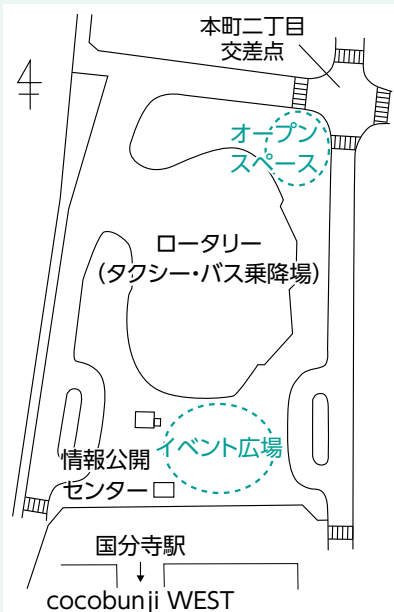 本町二丁目
交差点
オープン
スペース
ロータリー
(タクシー・バス乗降場)
イベント広場
情報公開
センター
国分寺駅
cocobunji WEST